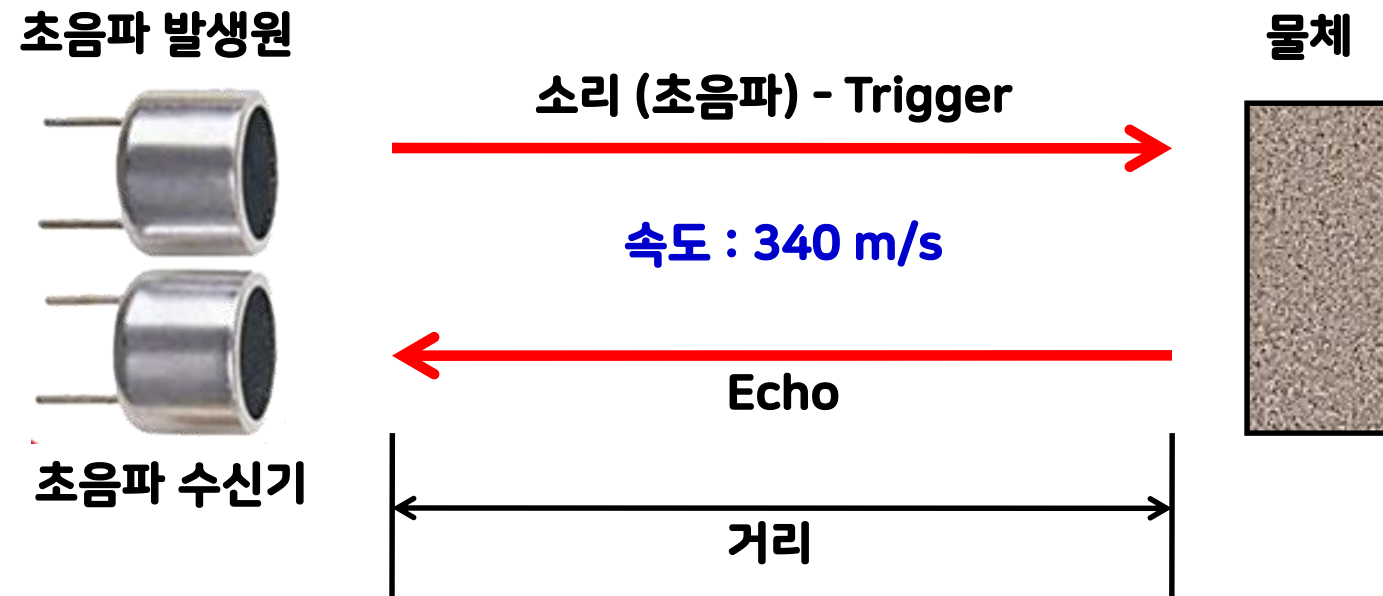 초음파 발생원
물체
소리 (초음파) - Trigger
속도 : 340 m/s
Echo
초음파 수신기
거리